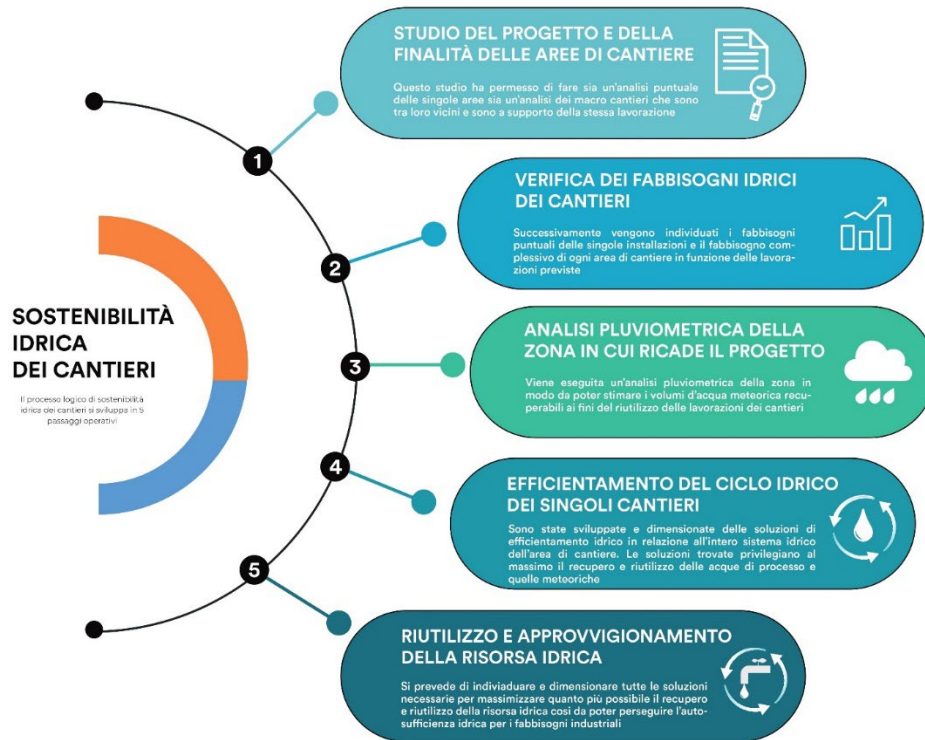 STUDIO DEL PROGETTO E DELLA
FINALITÀ DELLE AREE DI CANTIERE
Questo studio ha permesso di fare sia un'analisi puntuale
delle singole aree sia un'analisi dei macro cantieri che sono
tra loro vicini e sono a supporto della stessa lavorazione
1
VERIFICA DEI FABBISOGNI IDRICI
DEI CANTIERI
Successivamente vengono individuati i fabbisogni
puntuali delle singole installazioni e il fabbisogno com-
plessivo di ogni area di cantiere in funzione delle lavora-
zioni previste
2
SOSTENIBILITÀ
IDRICA
DEI CANTIERI
Il processo logico di sostenibilità
idrica dei cantieri si sviluppa in 5
passaggi operativi
ANALISI PLUVIOMETRICA DELLA
ZONA IN CUI RICADE IL PROGETTO
Viene eseguita un'analisi pluviometrica della zona in
modo da poter stimare i volumi d'acqua meteorica recu-
perabili ai fini del riutilizzo delle lavorazioni dei cantieri
3
EFFICIENTAMENTO DEL CICLO IDRICO
DEI SINGOLI CANTIERI
Sono state sviluppate e dimensionate delle soluzioni di
efficientamento idrico in relazione all'intero sistema idrico
dell'area di cantiere. Le soluzioni trovate privilegiano al
massimo il recupero e riutilizzo delle acque di processo e
quelle meteoriche
4
RIUTILIZZO E APPROVVIGIONAMENTO
DELLA RISORSA IDRICA
Si prevede di indiviaduare e dimensionare tutte le soluzioni
necessarie per massimizzare quanto più possibile il recupero
e riutilizzo della risorsa idrica così da poter perseguire l'auto-
sufficienza idrica per i fabbisogni industriali
5